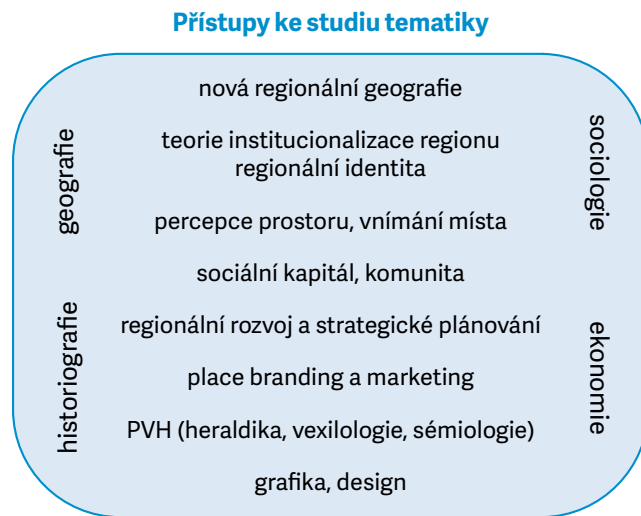 Přístupy ke studiu tematiky
geografie
historiografie
nová regionální geografie
teorie institucionalizace regionu
regionální identita
percepce prostoru, vnímání místa
sociální kapitál, komunita
regionální rozvoj a strategické plánování
place branding a marketing
PVH (heraldika, vexilologie, sémiologie)
grafika, design
sociologie
ekonomie